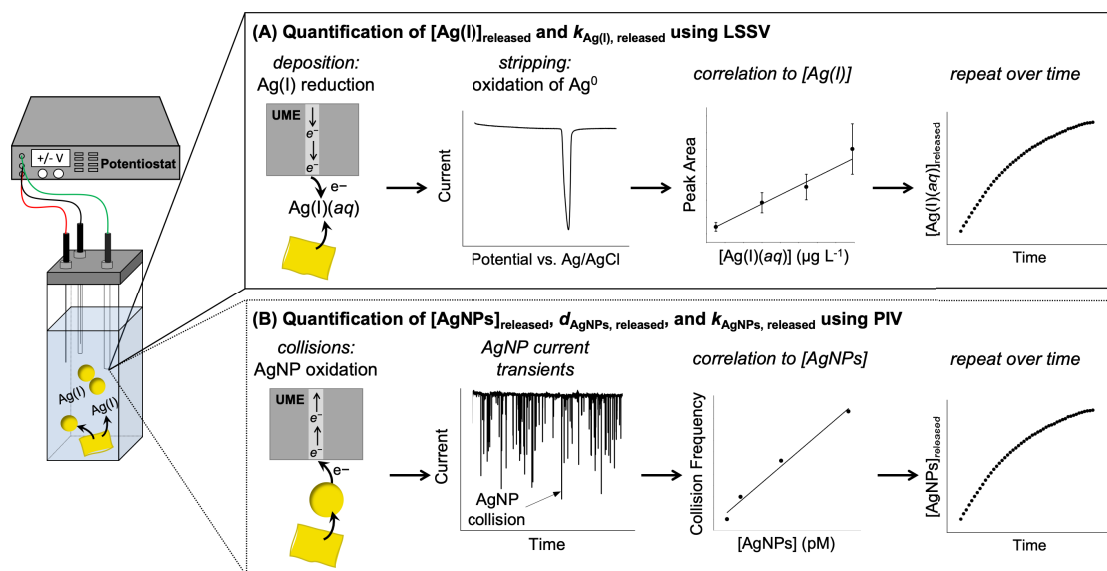 (A) Quantification of [Ag(I)]released and kAg(I), released using LSSV
deposition:
Ag(I) reduction
UME
e–
e–
e–
Ag(I)(aq)
stripping:
oxidation of Ag0
Current
Potential vs. Ag/AgCl
correlation to [Ag(I)]
Peak Area
[Ag(I)(aq)] (µg L-1)
repeat over time
[Ag(I)(aq)]released
Time
+/- V
Potentiostat
Ag(I)
Ag(I)
(B) Quantification of [AgNPs]released, dAgNPs, released, and kAgNPs, released using PIV
collisions:
AgNP oxidation
UME
e–
e–
e–
AgNP current
transients
Current
AgNP
collision
Time
correlation to [AgNPs]
Collision Frequency
[AgNPs] (pM)
repeat over time
[AgNPs]released
Time